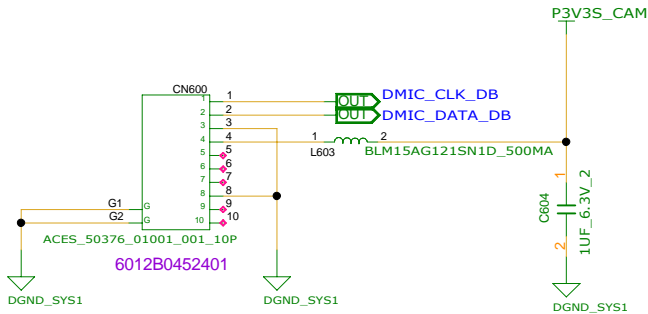 P3V3S_CAM
CN600
1 1 OUT DMIC_CLK_DB
2 2 OUT DMIC_DATA_DB
3 3
4 4 1 L603 2
BLM15AG121SN1D_500MA
5 5
6 6
7 7
8 8
9 9
10 10
G1 G
G2 G
ACES_50376_01001_001_10P
6012B0452401
1
C604
1UF_6.3V_2
2
DGND_SYS1
DGND_SYS1
DGND_SYS1